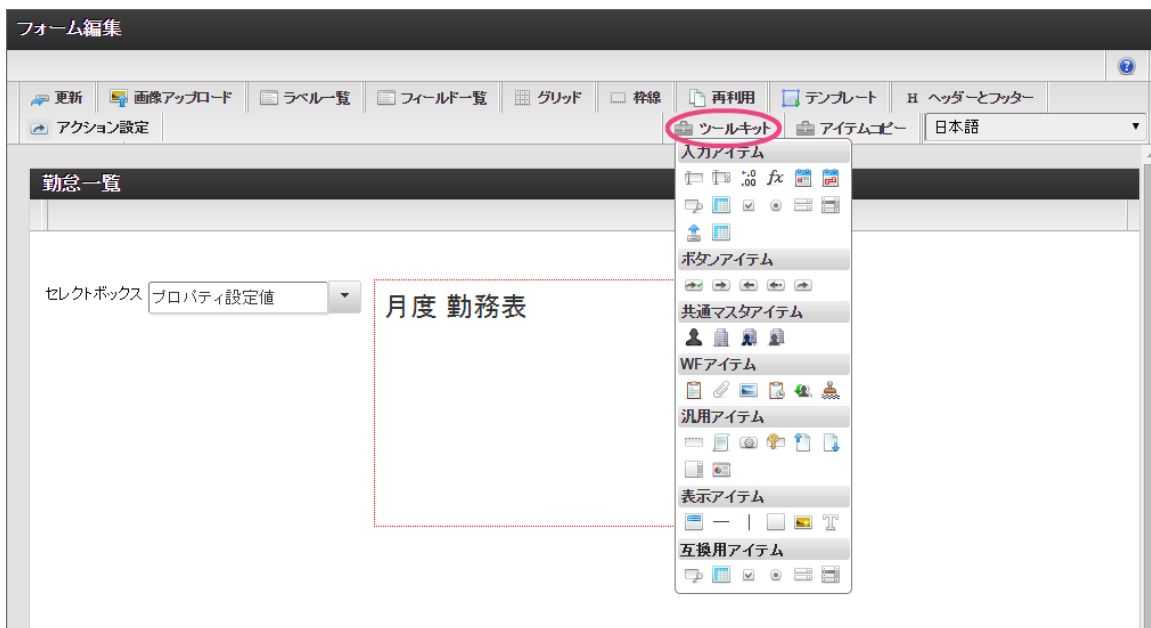 フォーム編集
更新 画像アップロード ラベル一覧 フィールド一覧 グリッド 枠線 再利用 テンプレート H ヘッダーとフッター
アクション設定 ツールキット アイテムコピー 日本語
入力アイテム
勤怠一覧
+.0 .00 fx
ボタンアイテム
セレクトボックス プロパティ設定値
月度 勤務表
共通マスタアイテム
WFアイテム
汎用アイテム
表示アイテム
T
互換用アイテム